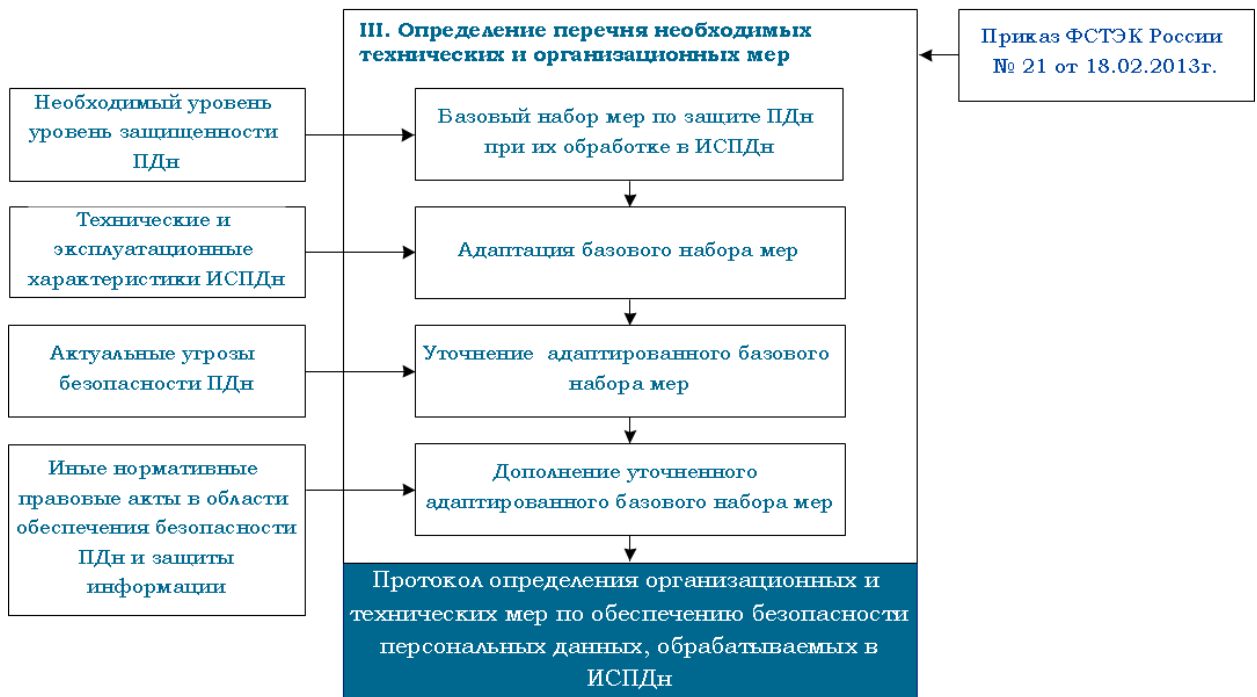 III. Определение перечня необходимых
технических и организационных мер
Приказ ФСТЭК России
№ 21 от 18.02.2013г.
Необходимый уровень
уровень защищенности
ПДн
Базовый набор мер по защите ПДн
при их обработке в ИСПДн
Технические и
эксплуатационные
характеристики ИСПДн
Адаптация базового набора мер
Актуальные угрозы
безопасности ПДн
Уточнение адаптированного базового
набора мер
Иные нормативные
правовые акты в области
обеспечения безопасности
ПДн и защиты
информации
Дополнение уточненного
адаптированного базового набора мер
Протокол определения организационных и
технических мер по обеспечению безопасности
персональных данных, обрабатываемых в
ИСПДн